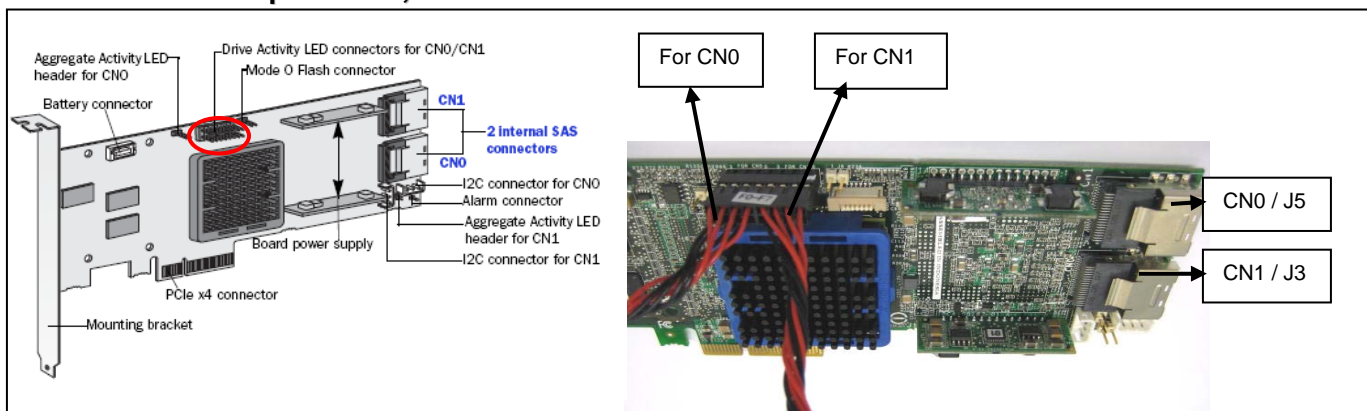 Drive Activity LED connectors for CN0/CN1
Aggregate Activity LED
header for CN0
Mode 0 Flash connector
Battery connector
CN1
2 internal SAS
connectors
CN0
I2C connector for CN0
Alarm connector
Aggregate Activity LED
header for CN1
Board power supply
I2C connector for CN1
PCIe x4 connector
Mounting bracket
For CN0
For CN1
CN0 / J5
CN1 / J3